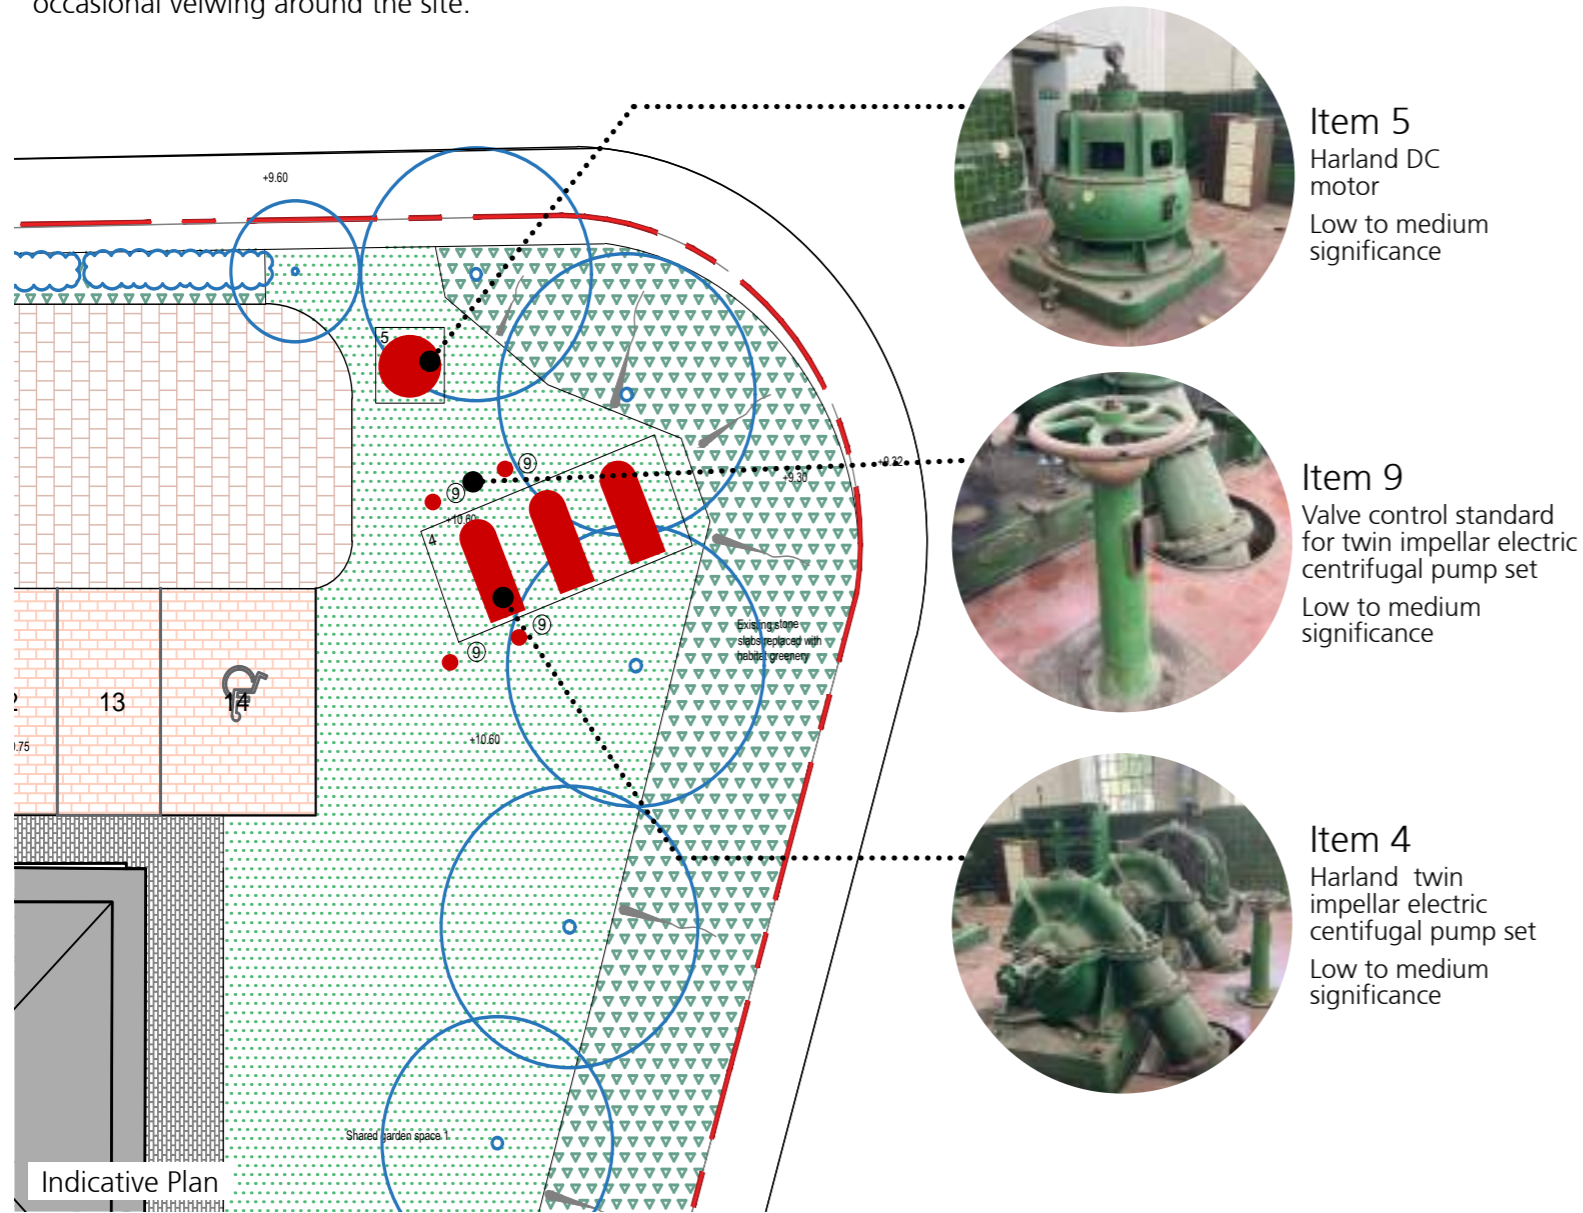 occasional veiwing around the site.
Item 5
Harland DC
motor
Low to medium
significance
+9.60
5
Item 9
Valve control standard
for twin impellar electric
centrifugal pump set
Low to medium
significance
9
9
+9.32
+9.30
+10.60
4
9
9
Existing stone
slabs replaced with
habitat greenery
13
14
+10.60
Item 4
Harland twin
impellar electric
centifugal pump set
Low to medium
significance
Shared garden space 1
Indicative Plan